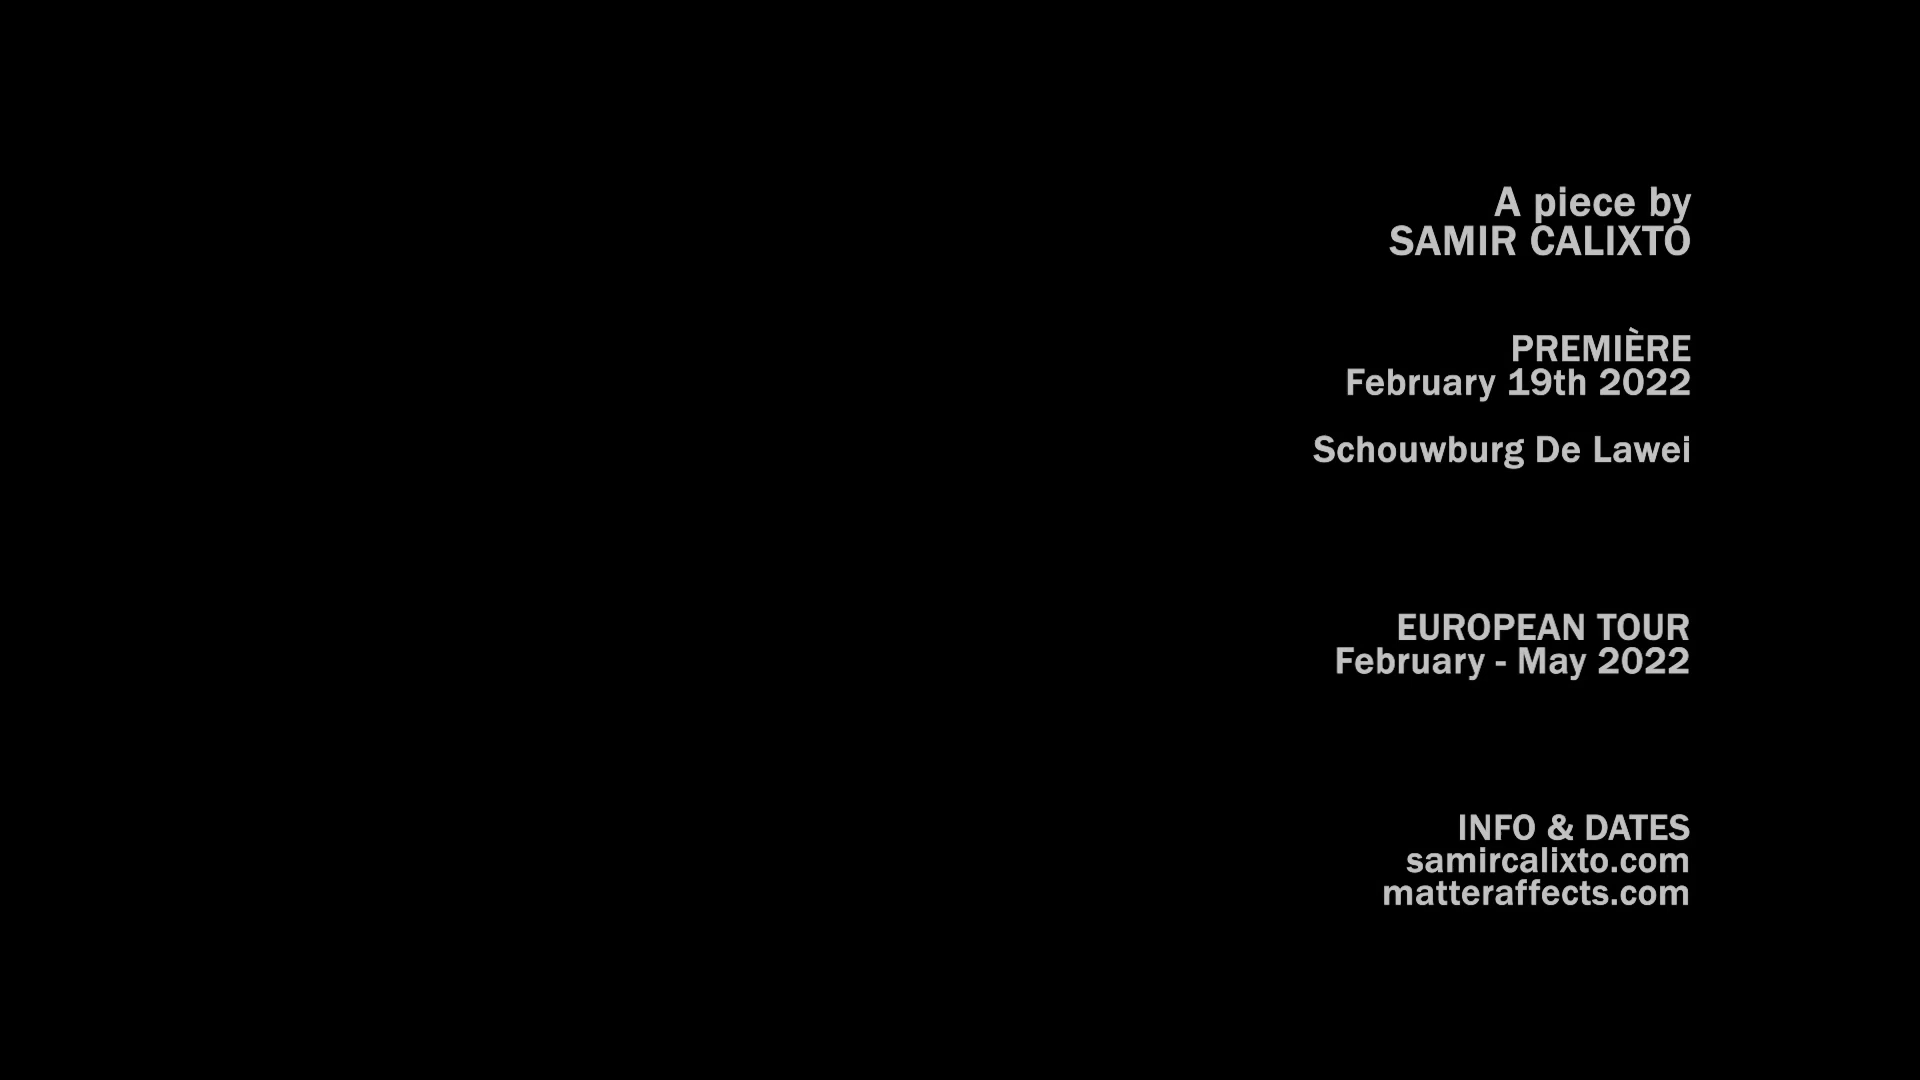 A piece by
SAMIR CALIXTO
PREMIÈRE
February 19th 2022
Schouwburg De Lawei
EUROPEAN TOUR
February - May 2022
INFO & DATES
samircalixto.com
matteraffects.com